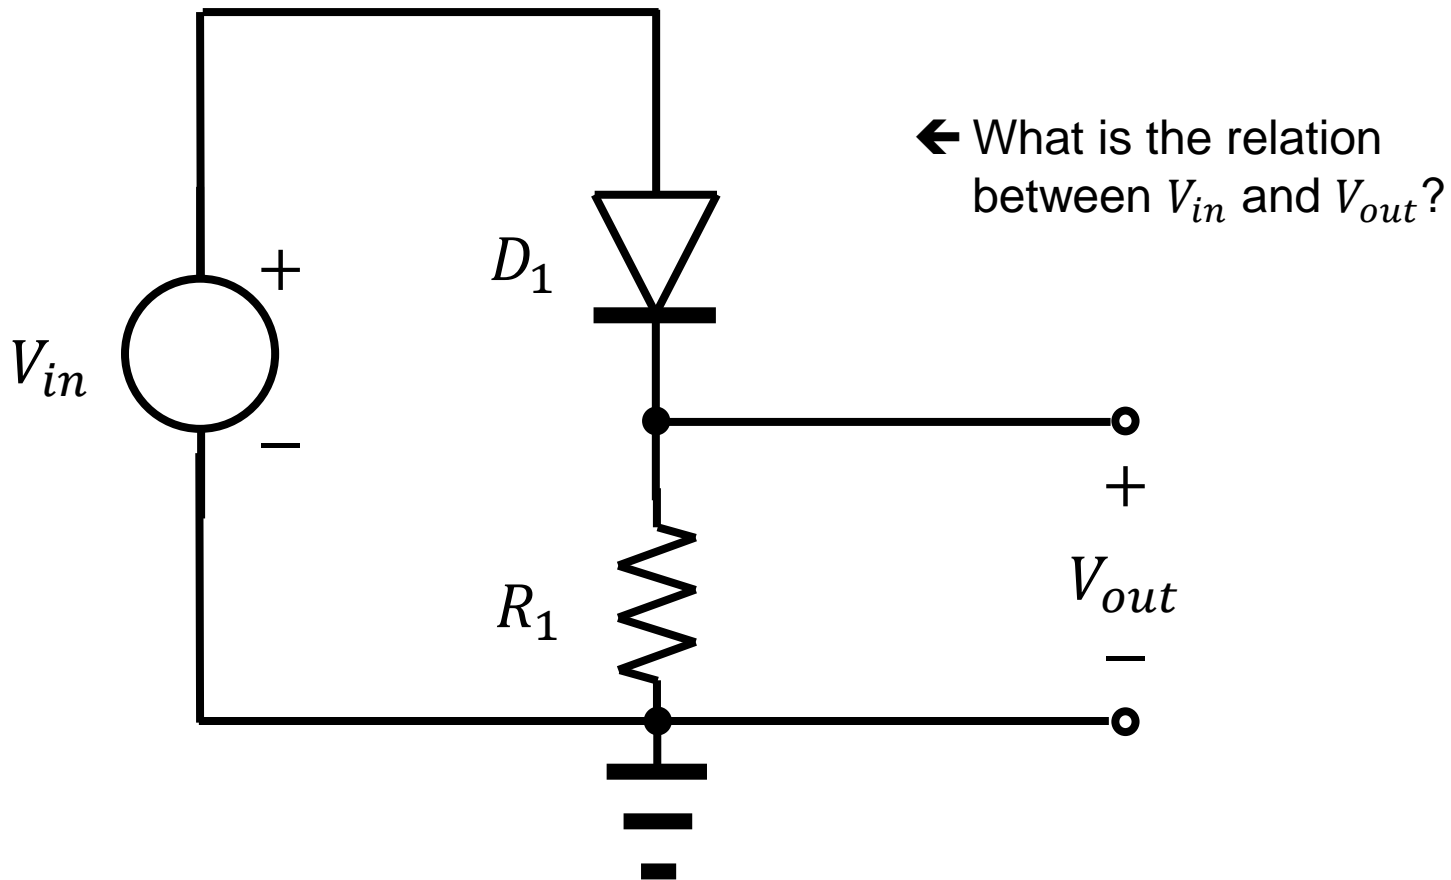 🡸 What is the relation
between V_in and V_out?
+
D_1
V_in
−
+
V_out
R_1
−